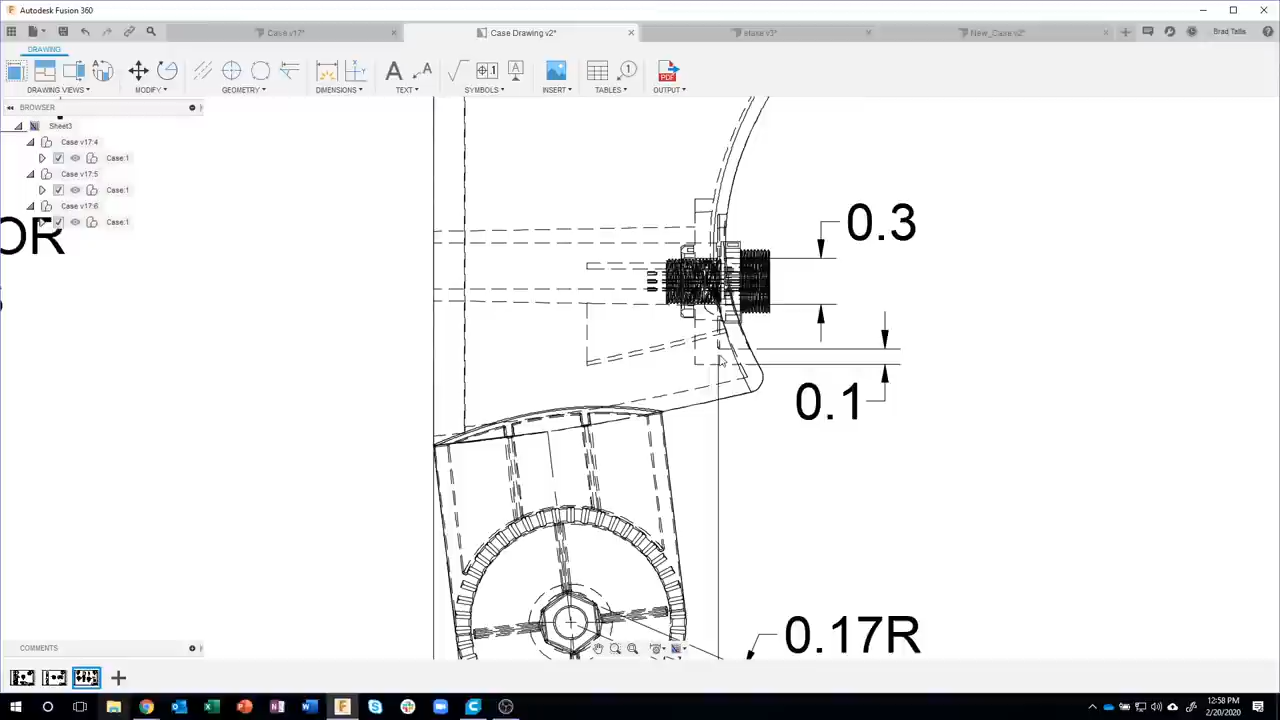 Autodesk Fusion 360
Case v17*
Case Drawing v2*
elase v5*
New_Case v2*
Brad Tallis
DRAWING
DRAWING VIEWS
MODIFY
GEOMETRY
DIMENSIONS
TEXT
SYMBOLS
INSERT
TABLES
OUTPUT
BROWSER
Sheet3
Case v17:4
Case:1
Case v17:5
Case:1
Case v17:6
Case:1
OR
0.3
0.1
0.17R
COMMENTS
12:58 PM
2/20/2020